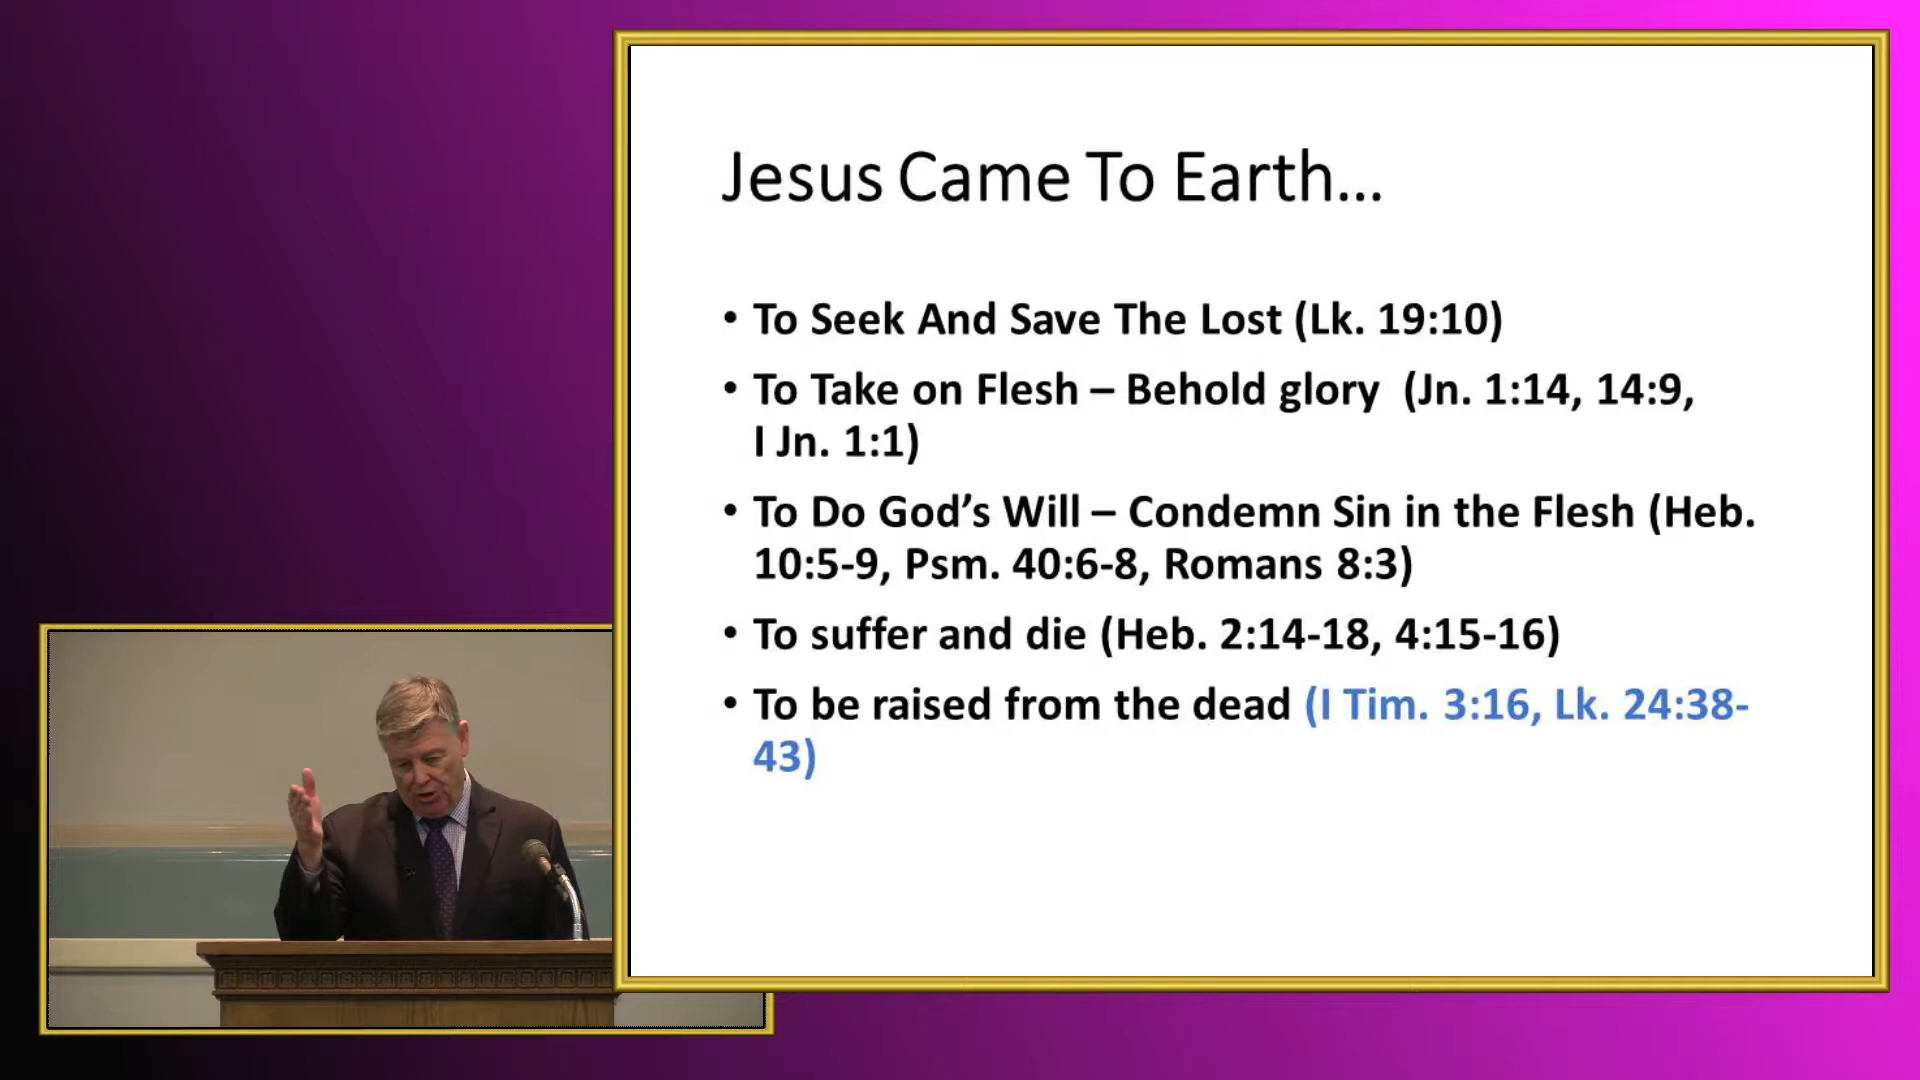 Jesus Came To Earth...
• To Seek And Save The Lost (Lk. 19:10)
• To Take on Flesh – Behold glory  (Jn. 1:14, 14:9,
I Jn. 1:1)
• To Do God’s Will – Condemn Sin in the Flesh (Heb.
10:5-9, Psm. 40:6-8, Romans 8:3)
• To suffer and die (Heb. 2:14-18, 4:15-16)
• To be raised from the dead (I Tim. 3:16, Lk. 24:38-
43)